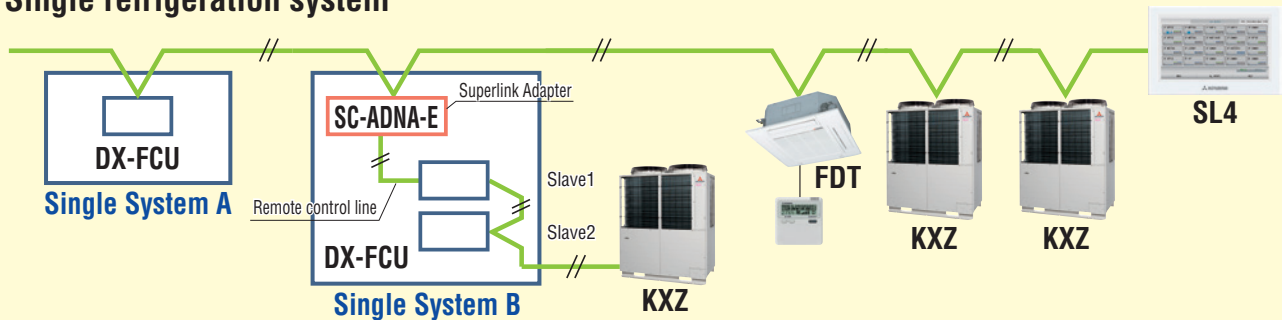 Single refrigeration system
Superlink Adapter
SC-ADNA-E
SL4
DX-FCU
Slave1
FDT
Single System A
Remote control line
Slave2
KXZ
KXZ
DX-FCU
Single System B
KXZ